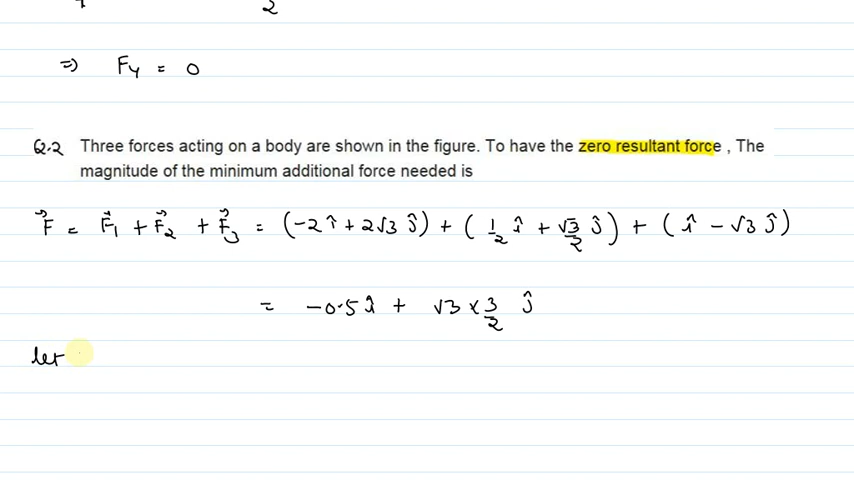 2
⇒ Fy = 0
Q.2 Three forces acting on a body are shown in the figure. To have the zero resultant force , The
magnitude of the minimum additional force needed is
F⃗ = F⃗₁ + F⃗₂ + F⃗₃ = (-2î + 2√3 ĵ) + (1/2 î + √3/2 ĵ) + (î - √3 ĵ)
= -0.5î + √3 × 3/2 ĵ
let